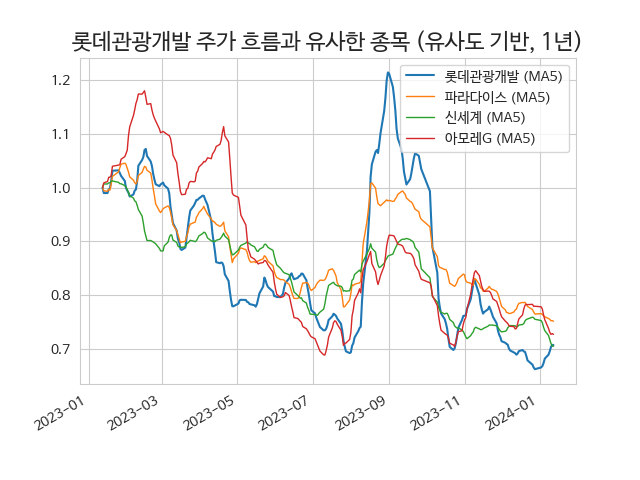 롯데관광개발 주가 흐름과 유사한 종목 (유사도 기반, 1년)
롯데관광개발 (MA5)
파라다이스 (MA5)
신세계 (MA5)
아모레G (MA5)
1.2
1.1
1.0
0.9
0.8
0.7
2023-01
2023-03
2023-05
2023-07
2023-09
2023-11
2024-01